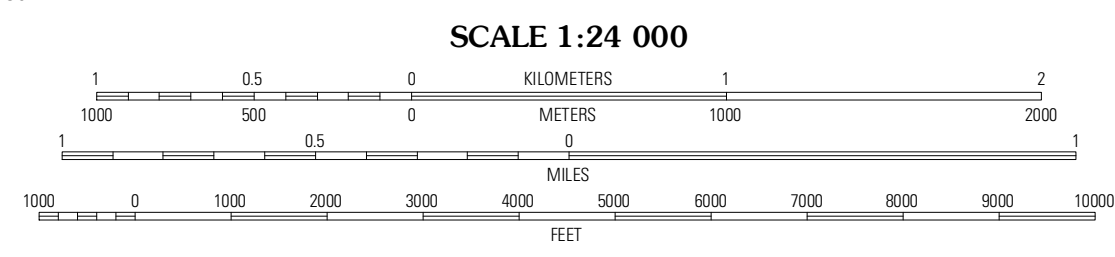 SCALE 1:24 000
1 0.5 0 KILOMETERS 1 2
1000 500 0 METERS 1000 2000
1 0.5 0 1
MILES
1000 0 1000 2000 3000 4000 5000 6000 7000 8000 9000 10000
FEET